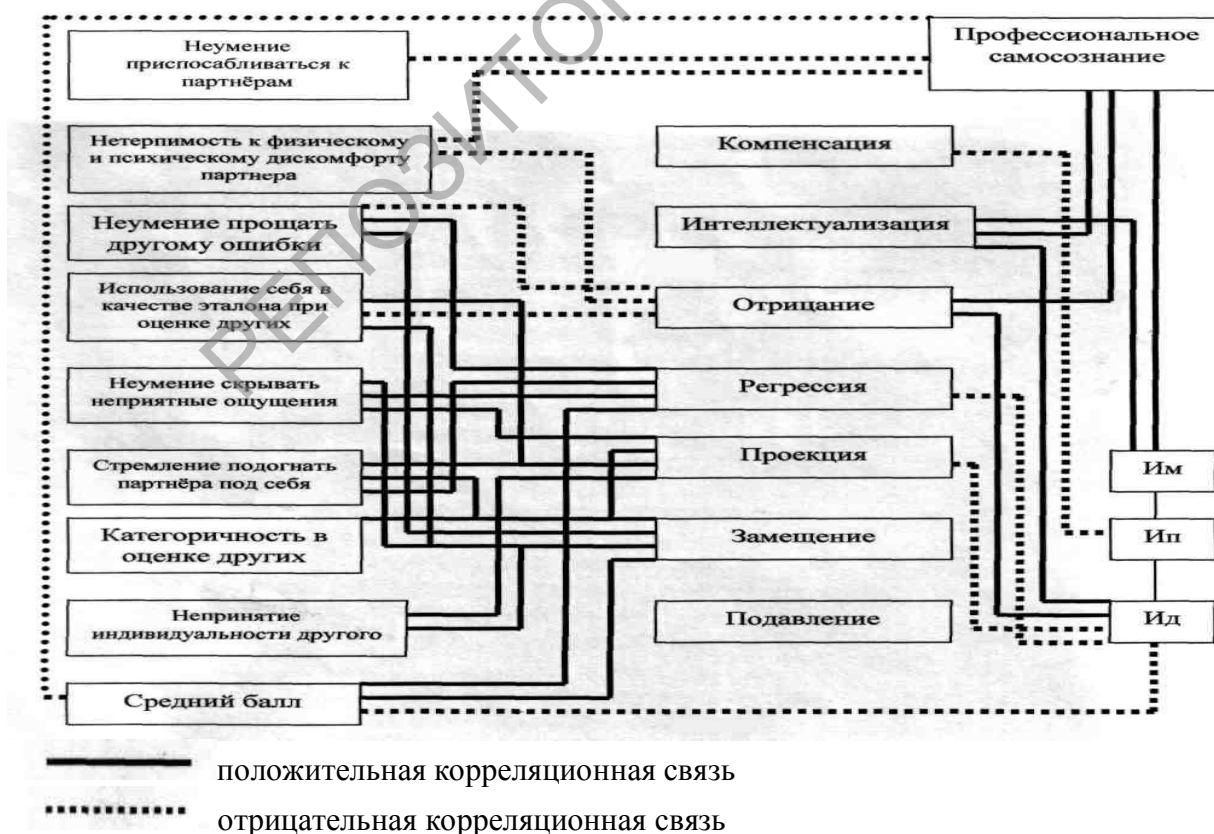 Неумение
приспосабливаться к
партнёрам
Профессиональное
самосознание
Нетерпимость к физическому
и психическому дискомфорту
партнера
Компенсация
Неумение прощать
другому ошибки
Интеллектуализация
Использование себя в
качестве эталона при
оценке других
Отрицание
Неумение скрывать
неприятные ощущения
Регрессия
Стремление подогнать
партнёра под себя
Проекция
Им
Категоричность в
оценке других
Замещение
Ип
Непринятие
индивидуальности другого
Подавление
Ид
Средний балл
положительная корреляционная связь
отрицательная корреляционная связь